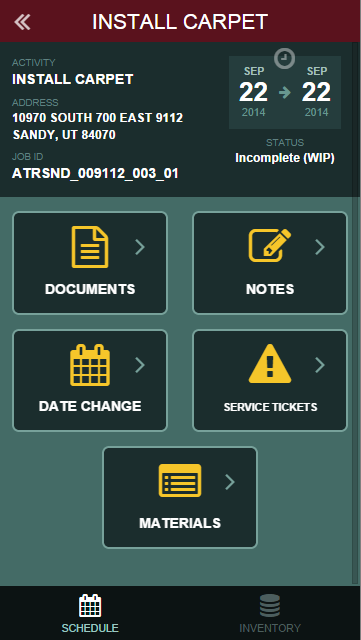 INSTALL CARPET
ACTIVITY
INSTALL CARPET
ADDRESS
10970 SOUTH 700 EAST 9112
SANDY, UT 84070
JOB ID
ATRSND_009112_003_01
SEP SEP
22 22
2014 2014
STATUS
Incomplete (WIP)
DOCUMENTS
NOTES
DATE CHANGE
SERVICE TICKETS
MATERIALS
SCHEDULE
INVENTORY